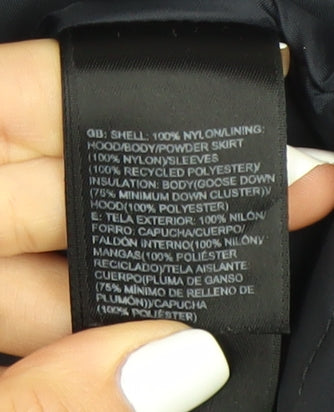 GB: SHELL: 100% NYLON/LINING:
HOOD/BODY/POWDER SKIRT
(100% NYLON)/SLEEVES
(100% RECYCLED POLYESTER)/
INSULATION: BODY(GOOSE DOWN
(75% MINIMUM DOWN CLUSTER))/
HOOD(100% POLYESTER)
E: TELA EXTERIOR: 100% NILÓN/
FORRO: CAPUCHA/CUERPO/
FALDÓN INTERNO(100% NILÓN)/
MANGAS(100% POLIÉSTER
RECICLADO)/TELA AISLANTE:
CUERPO(PLUMA DE GANSO
(75% MÍNIMO DE RELLENO DE
PLUMÓN))/CAPUCHA
(100% POLIÉSTER)